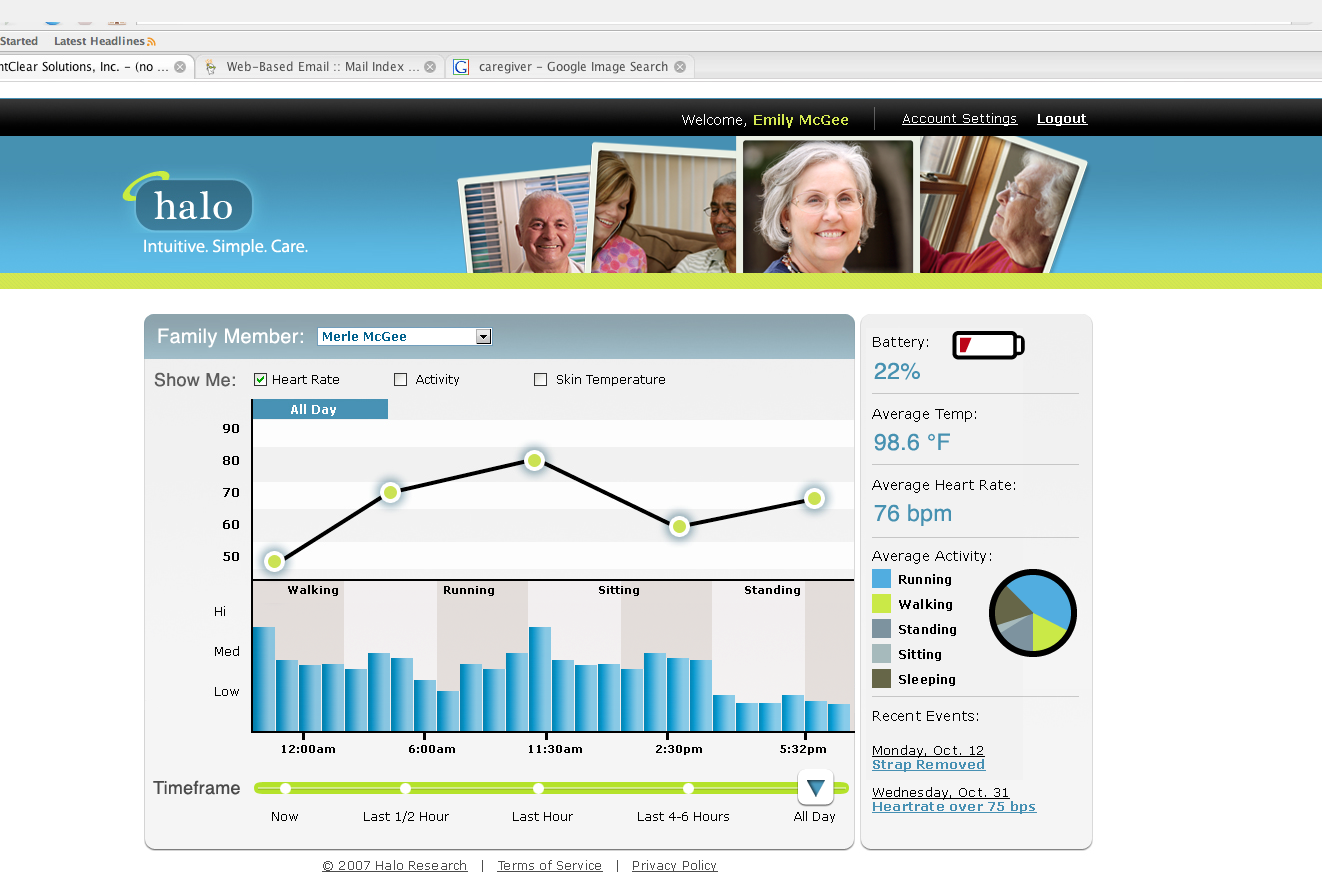 Started Latest Headlines
ntClear Solutions, Inc. – (no ... Web-Based Email :: Mail Index ... caregiver – Google Image Search
Welcome, Emily McGee Account Settings Logout
halo
Intuitive. Simple. Care.
Family Member: Merle McGee
Show Me: Heart Rate Activity Skin Temperature
All Day
90
80
70
60
50
Walking Running Sitting Standing
Hi
Med
Low
12:00am 6:00am 11:30am 2:30pm 5:32pm
Timeframe
Now Last 1/2 Hour Last Hour Last 4-6 Hours All Day
Battery:
22%
Average Temp:
98.6 °F
Average Heart Rate:
76 bpm
Average Activity:
Running
Walking
Standing
Sitting
Sleeping
Recent Events:
Monday, Oct. 12
Strap Removed
Wednesday, Oct. 31
Heartrate over 75 bps
© 2007 Halo Research | Terms of Service | Privacy Policy